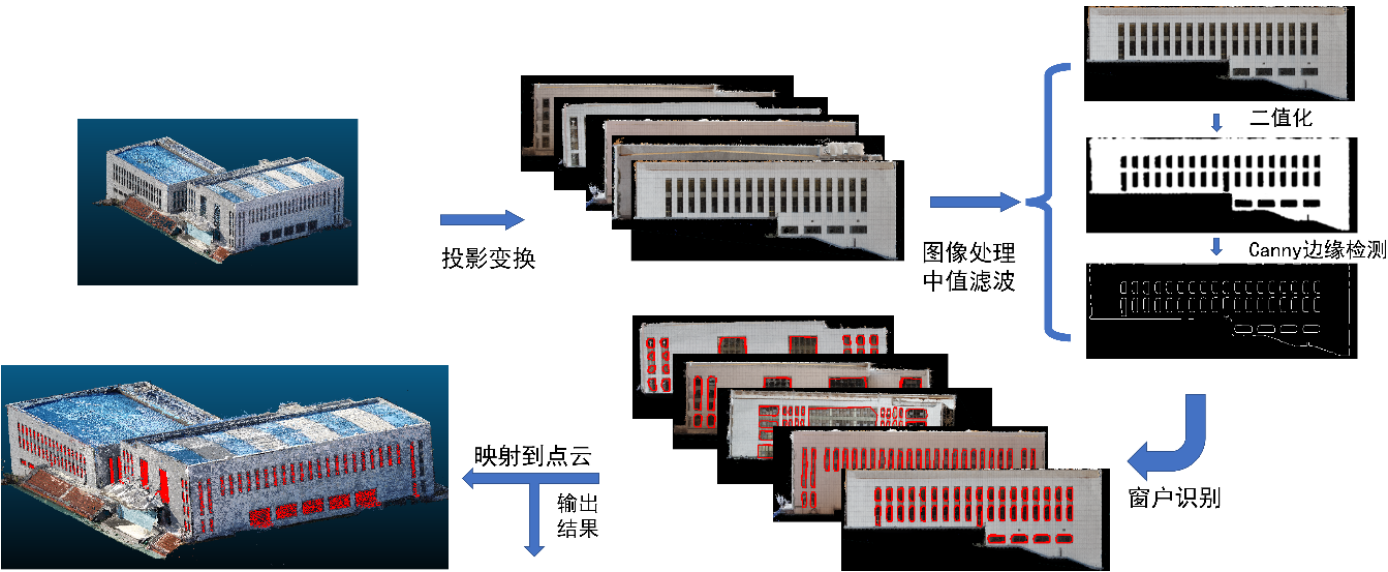 投影变换
图像处理
中值滤波
二值化
Canny边缘检测
窗户识别
映射到点云
输出
结果